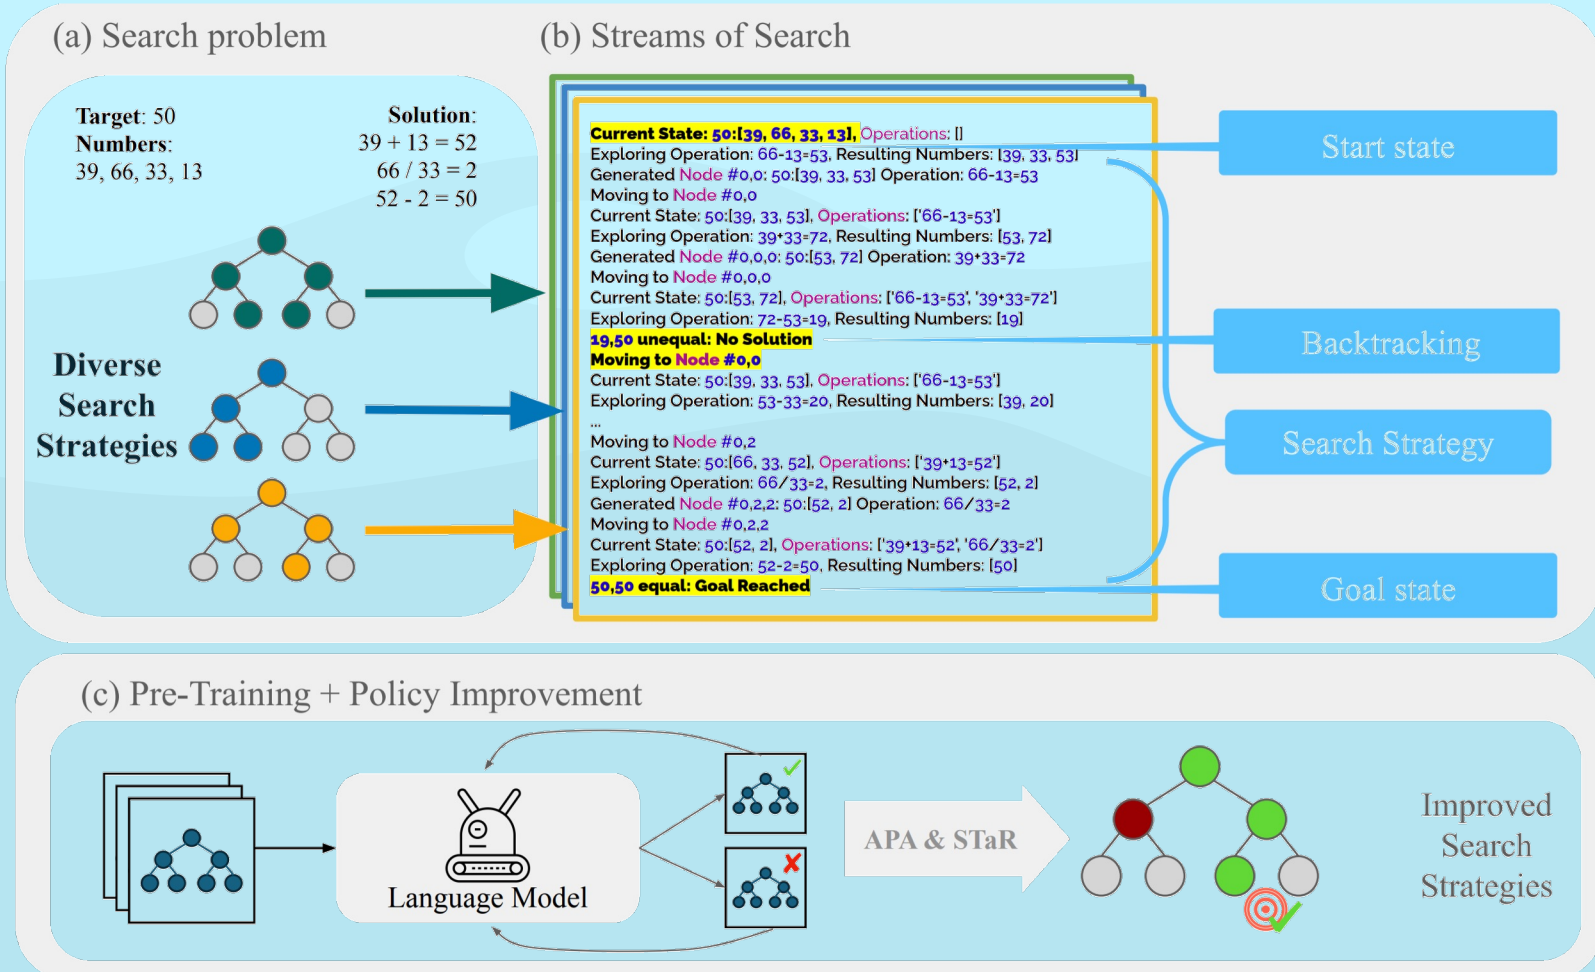 (a) Search problem
Target: 50
Numbers:
39, 66, 33, 13
Solution:
39 + 13 = 52
66 / 33 = 2
52 - 2 = 50
Diverse
Search
Strategies
(b) Streams of Search
Current State: 50:[39, 66, 33, 13], Operations: []
Exploring Operation: 66-13=53, Resulting Numbers: [39, 33, 53]
Generated Node #0,0: 50:[39, 33, 53] Operation: 66-13=53
Moving to Node #0,0
Current State: 50:[39, 33, 53], Operations: ['66-13=53']
Exploring Operation: 39+33=72, Resulting Numbers: [53, 72]
Generated Node #0,0,0: 50:[53, 72] Operation: 39+33=72
Moving to Node #0,0,0
Current State: 50:[53, 72], Operations: ['66-13=53', '39+33=72']
Exploring Operation: 72-53=19, Resulting Numbers: [19]
19,50 unequal: No Solution
Moving to Node #0,0
Current State: 50:[39, 33, 53], Operations: ['66-13=53']
Exploring Operation: 53-33=20, Resulting Numbers: [39, 20]
...
Moving to Node #0,2
Current State: 50:[66, 33, 52], Operations: ['39+13=52']
Exploring Operation: 66/33=2, Resulting Numbers: [52, 2]
Generated Node #0,2,2: 50:[52, 2] Operation: 66/33=2
Moving to Node #0,2,2
Current State: 50:[52, 2], Operations: ['39+13=52', '66/33=2']
Exploring Operation: 52-2=50, Resulting Numbers: [50]
50,50 equal: Goal Reached
Start state
Backtracking
Search Strategy
Goal state
(c) Pre-Training + Policy Improvement
Language Model
APA & STaR
Improved
Search
Strategies